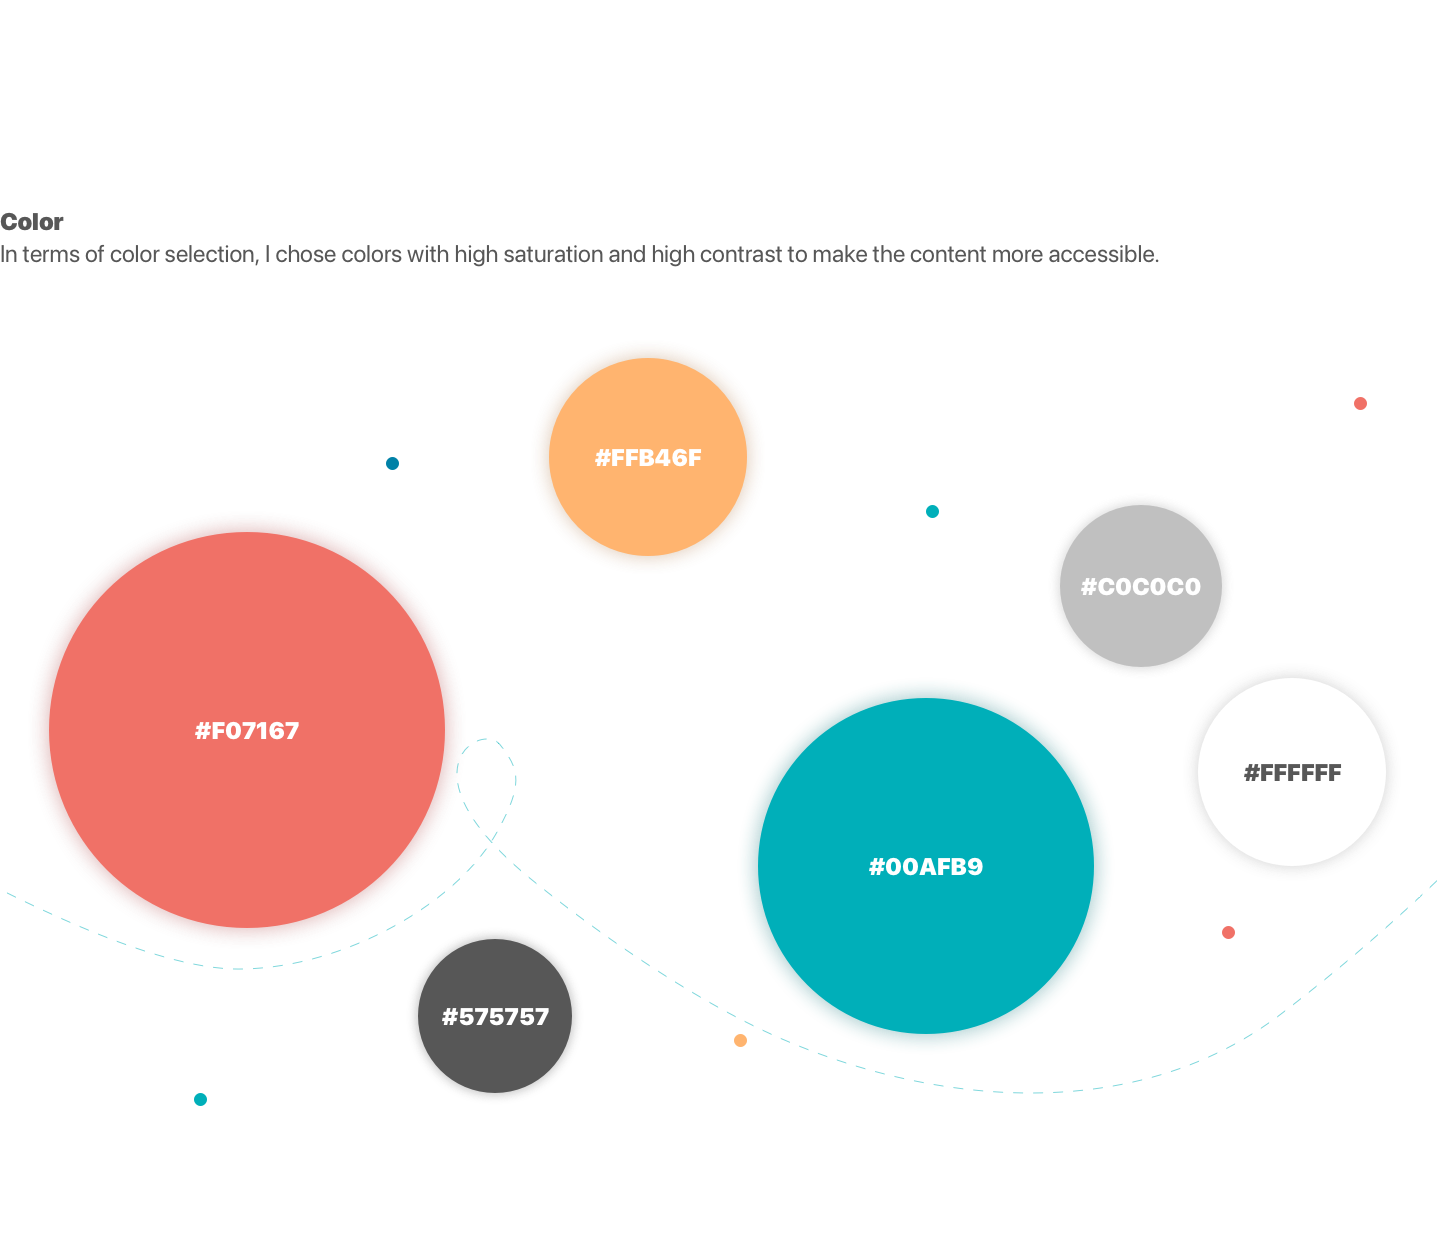 Color
In terms of color selection, I chose colors with high saturation and high contrast to make the content more accessible.
#FFB46F
#C0C0C0
#F07167
#FFFFFF
#00AFB9
#575757